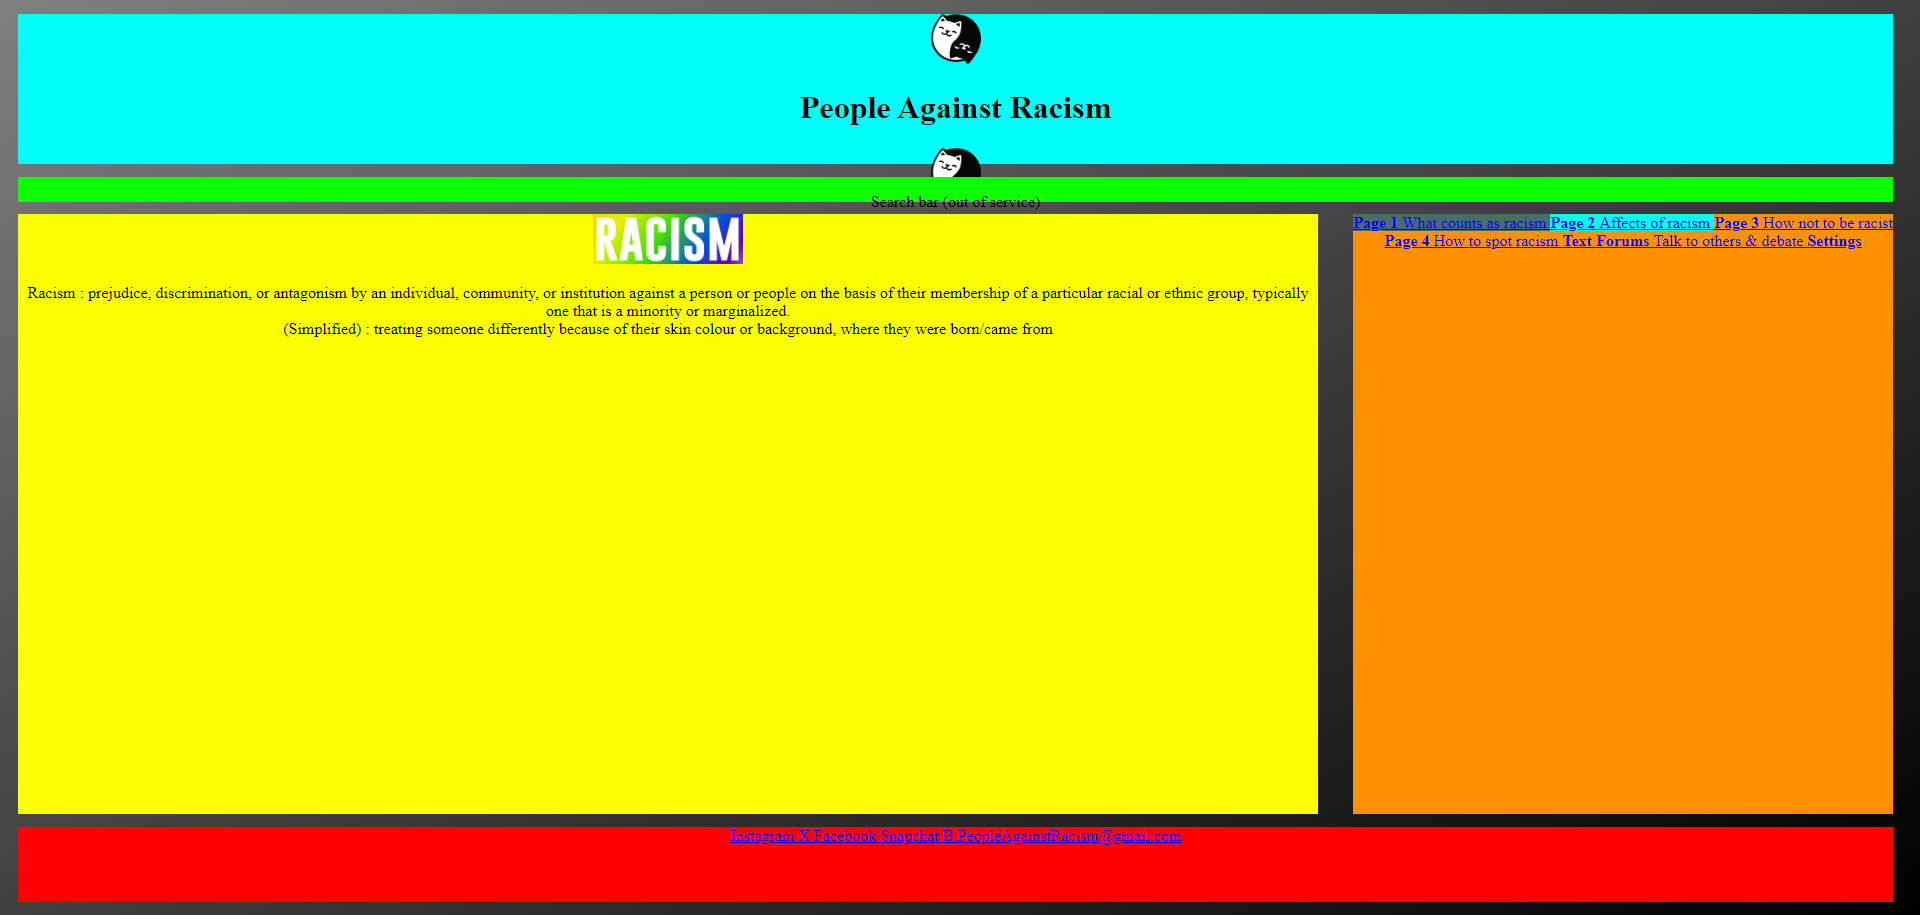 People Against Racism
Search bar (out of service)
RACISM
Racism : prejudice, discrimination, or antagonism by an individual, community, or institution against a person or people on the basis of their membership of a particular racial or ethnic group, typically
one that is a minority or marginalized.
(Simplified) : treating someone differently because of their skin colour or background, where they were born/came from
Page 1 What counts as racism Page 2 Affects of racism Page 3 How not to be racist
Page 4 How to spot racism Text Forums Talk to others & debate Settings
Instagram X Facebook Snapchat B.PeopleAgainstRacism@gmail.com